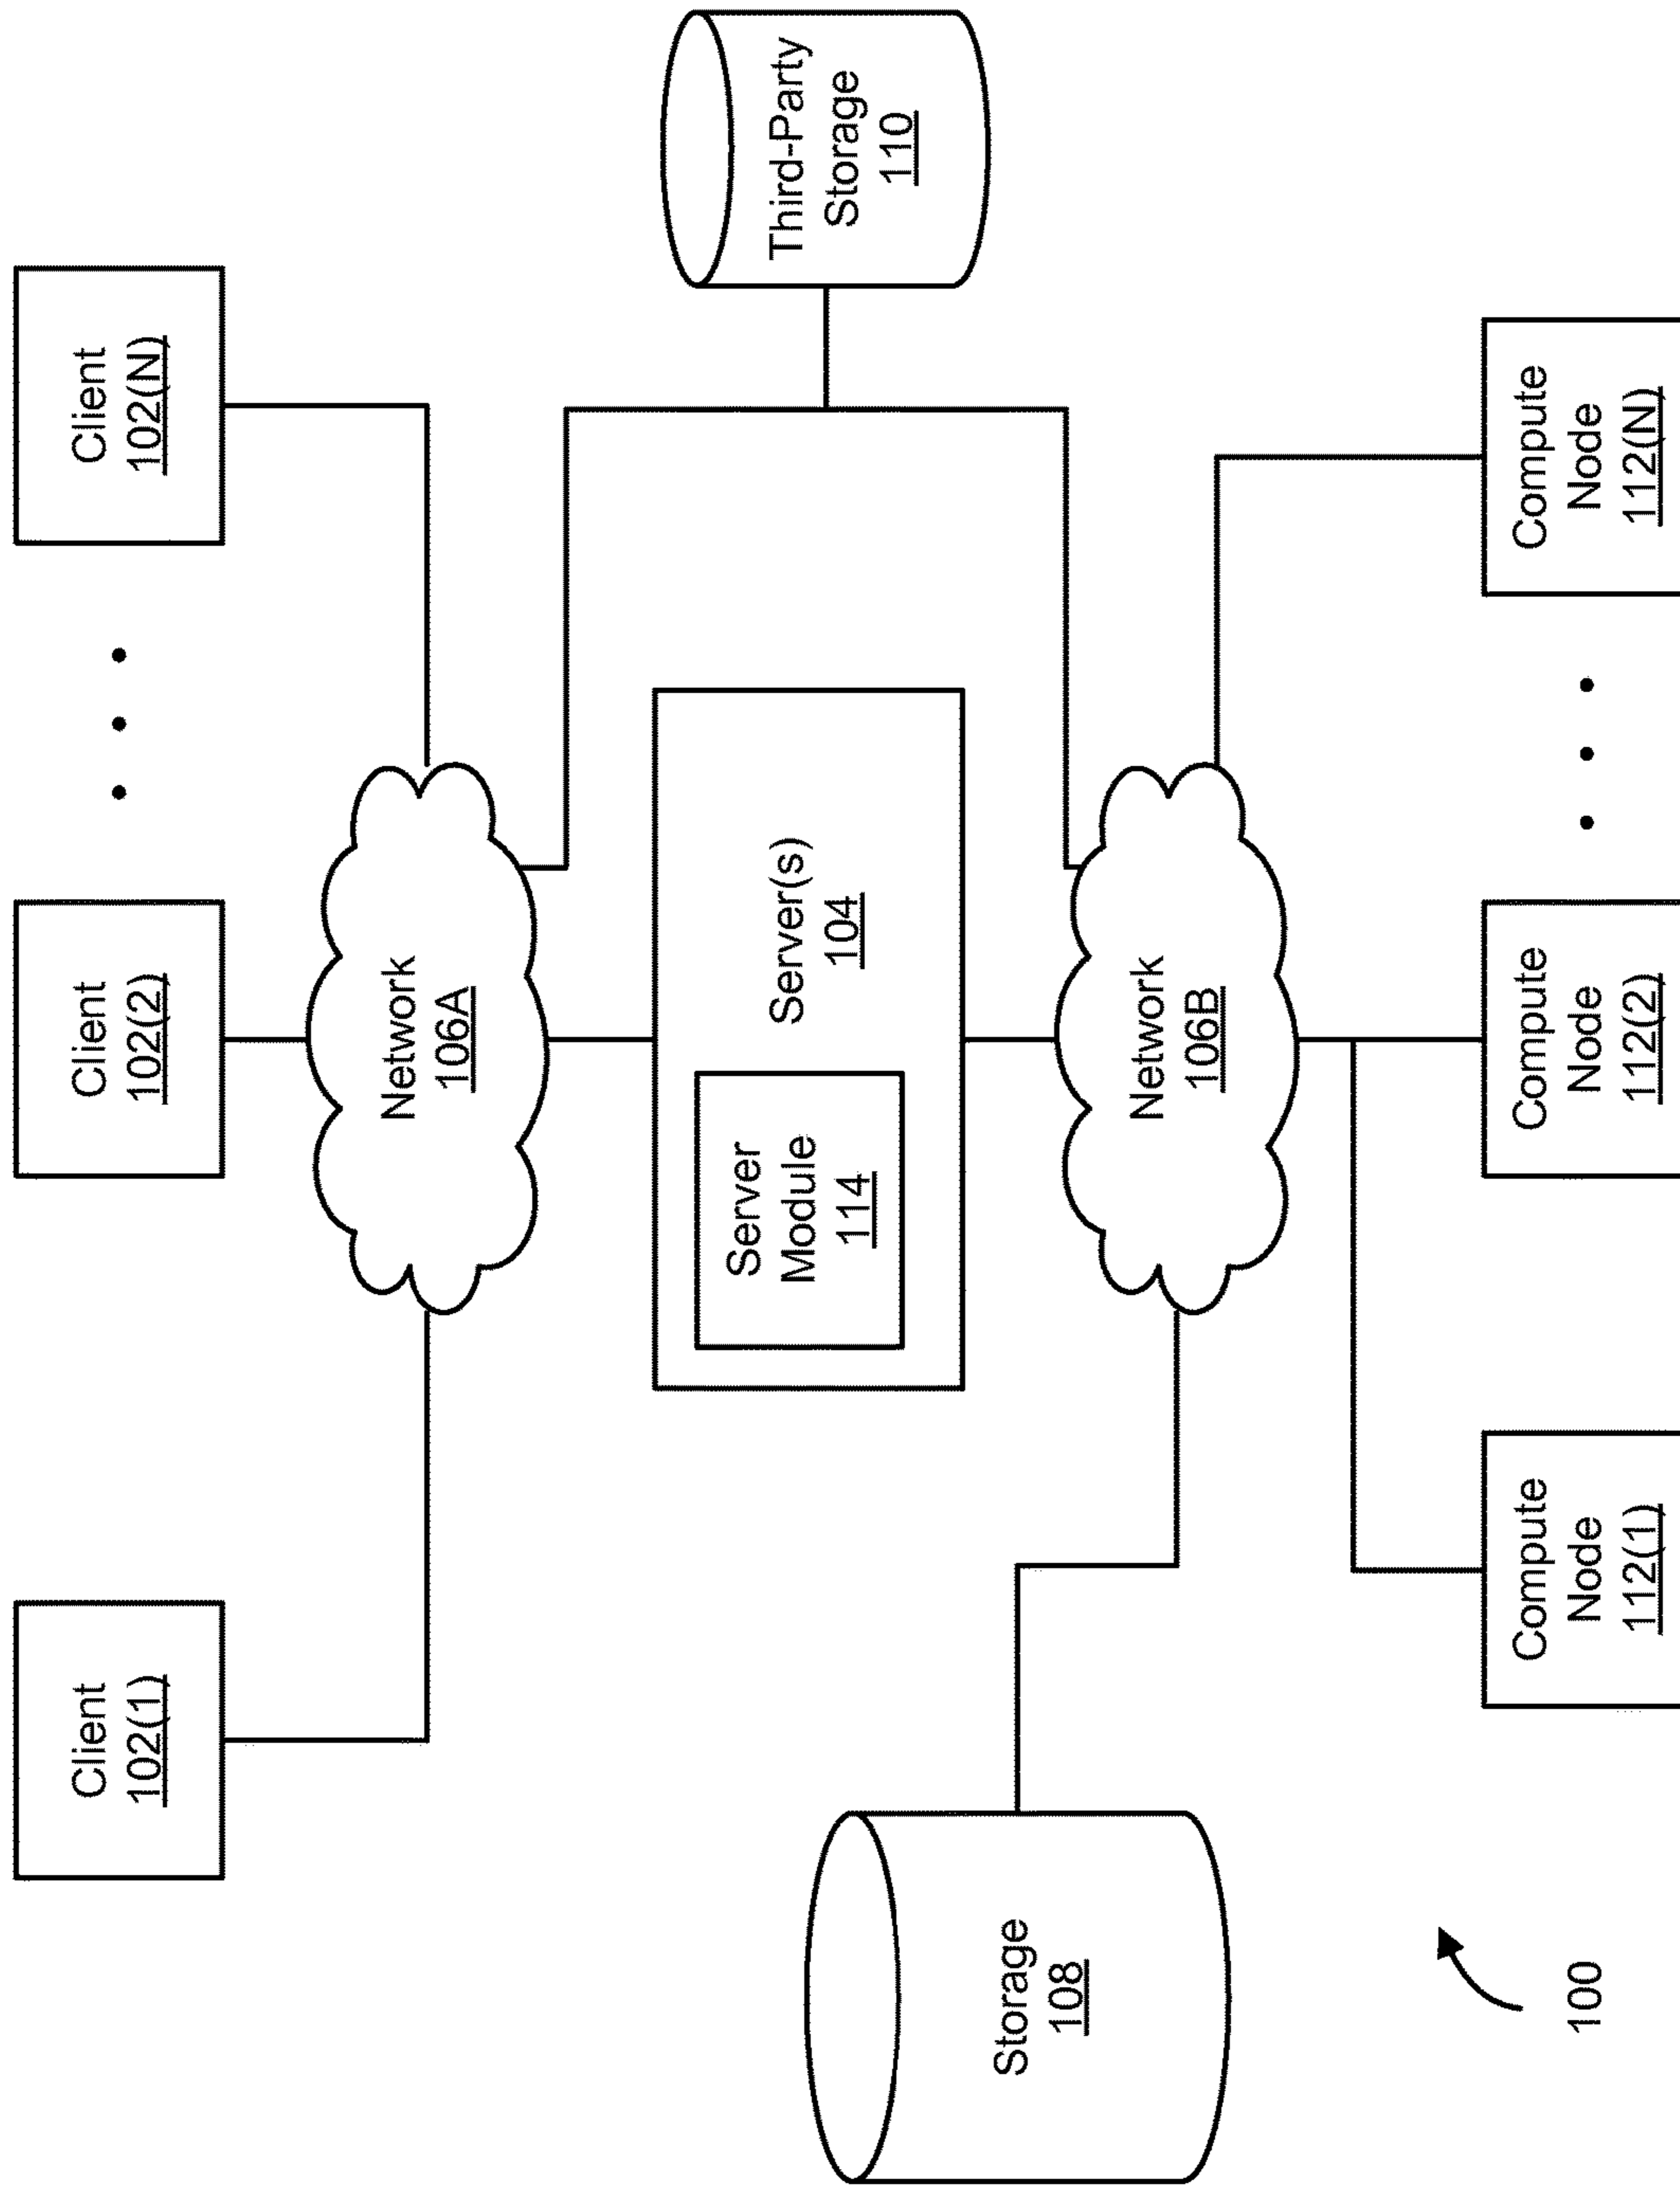 Client
102(1)
Client
102(2)
Client
102(N)
Network
106A
Server
Module
114
Server(s)
104
Third-Party
Storage
110
Storage
108
Network
106B
Compute
Node
112(1)
Compute
Node
112(2)
Compute
Node
112(N)
100